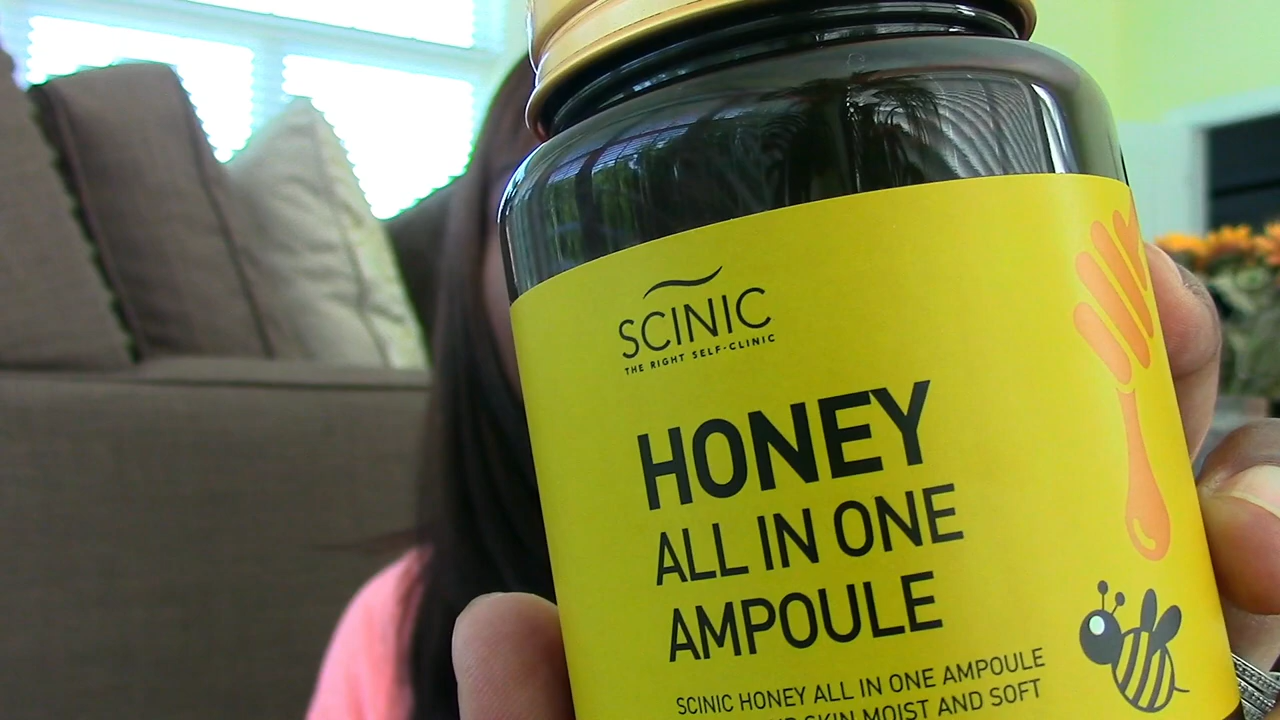 SCINIC
THE RIGHT SELF-CLINIC
HONEY
ALL IN ONE
AMPOULE
SCINIC HONEY ALL IN ONE AMPOULE
SKIN MOIST AND SOFT